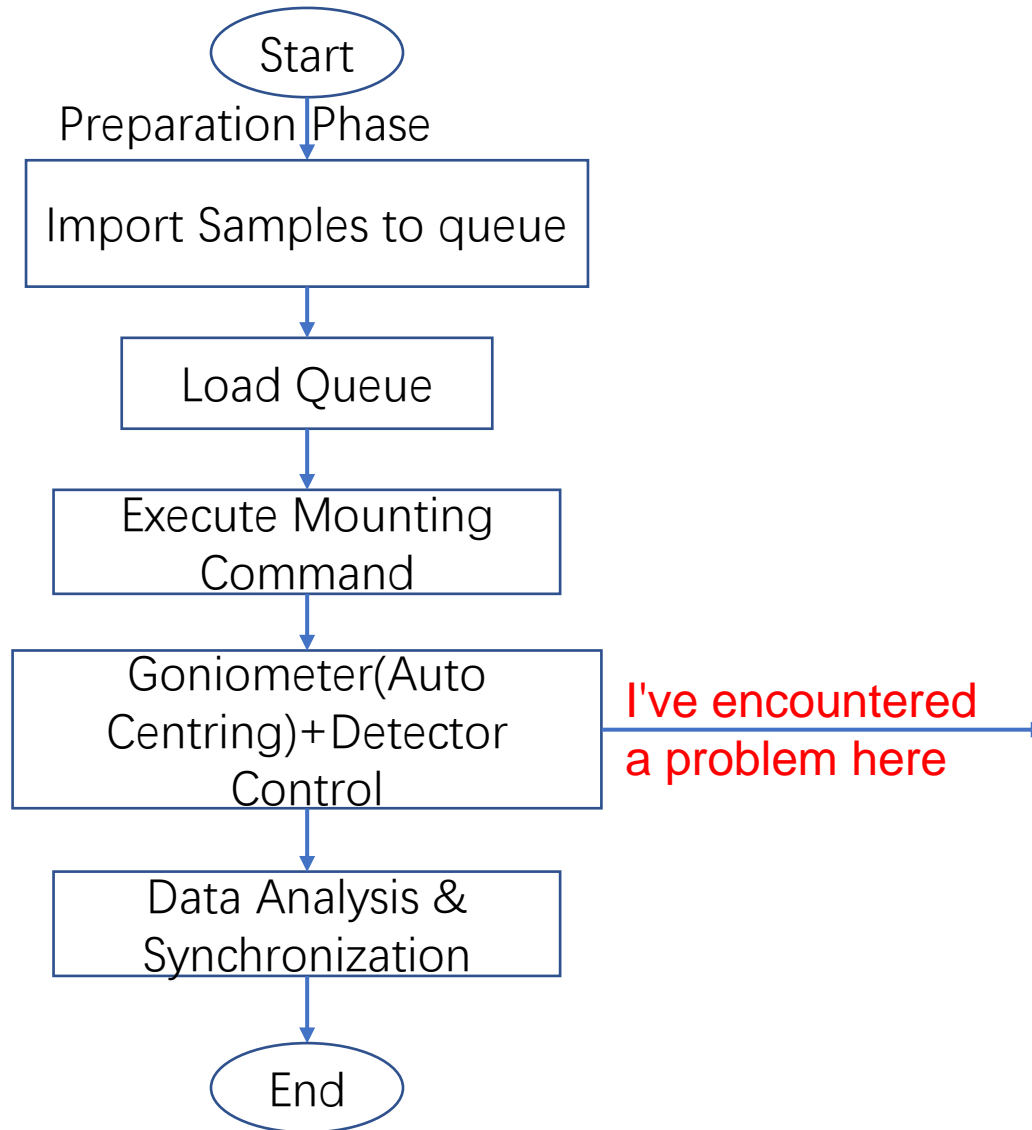 Start
Preparation Phase
Import Samples to queue
Load Queue
Execute Mounting
Command
Goniometer(Auto
Centring)+Detector
Control
I've encountered
a problem here
Data Analysis &
Synchronization
End